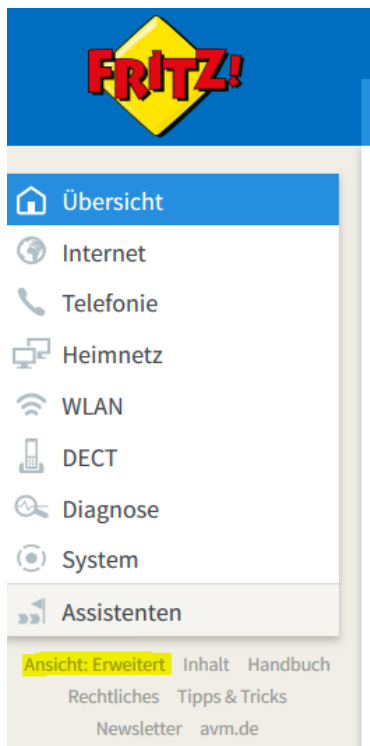 FRITZ!
Übersicht
Internet
Telefonie
Heimnetz
WLAN
DECT
Diagnose
System
Assistenten
Ansicht: Erweitert Inhalt Handbuch
Rechtliches Tipps & Tricks
Newsletter avm.de